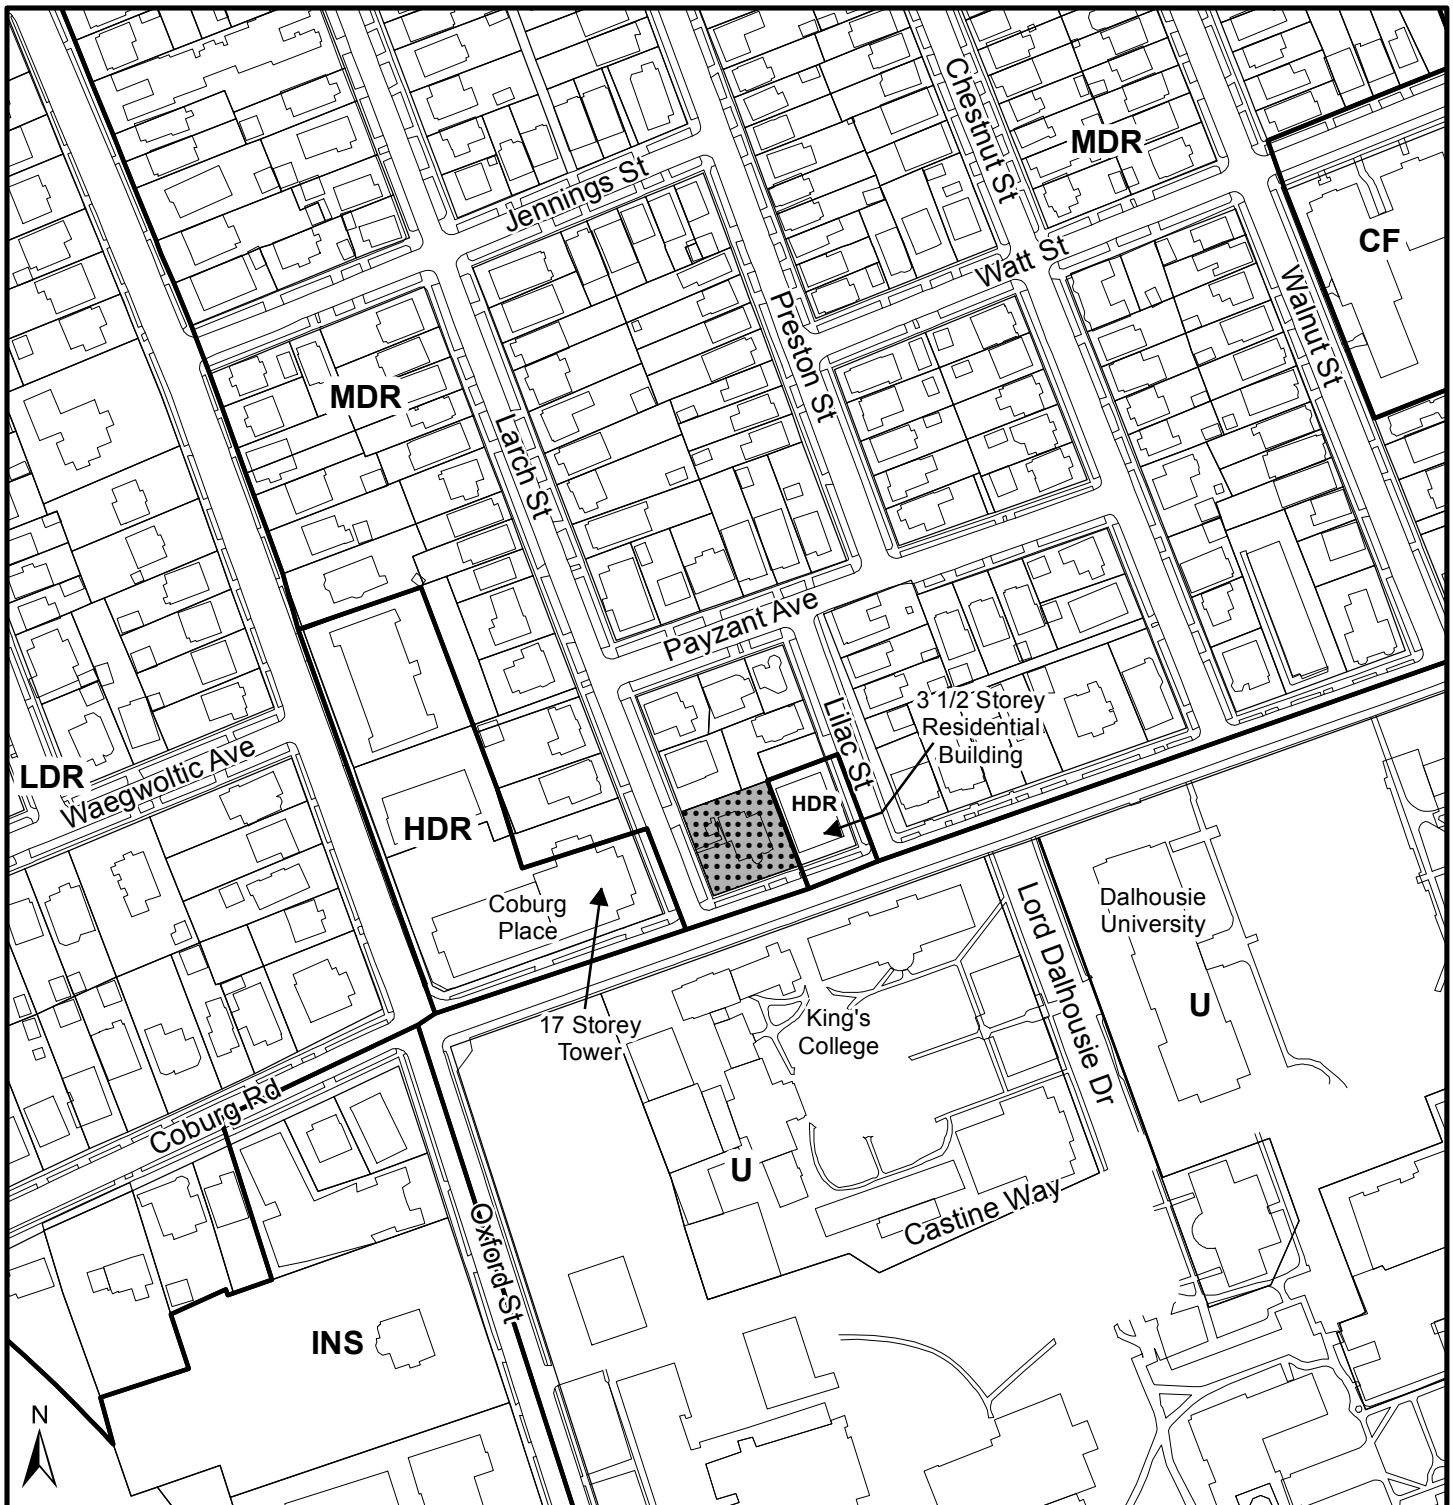 Chestnut St
MDR
Jennings St
CF
Watt St
Walnut St
Preston St
MDR
Larch St
Payzant Ave
Lilac St
3 1/2 Storey
Residential
Building
Waegwoltic Ave
LDR
HDR
HDR
Coburg
Place
Dalhousie
University
Lord Dalhousie Dr
17 Storey
Tower
King's
College
U
Coburg Rd
U
Castine Way
Oxford St
INS
N